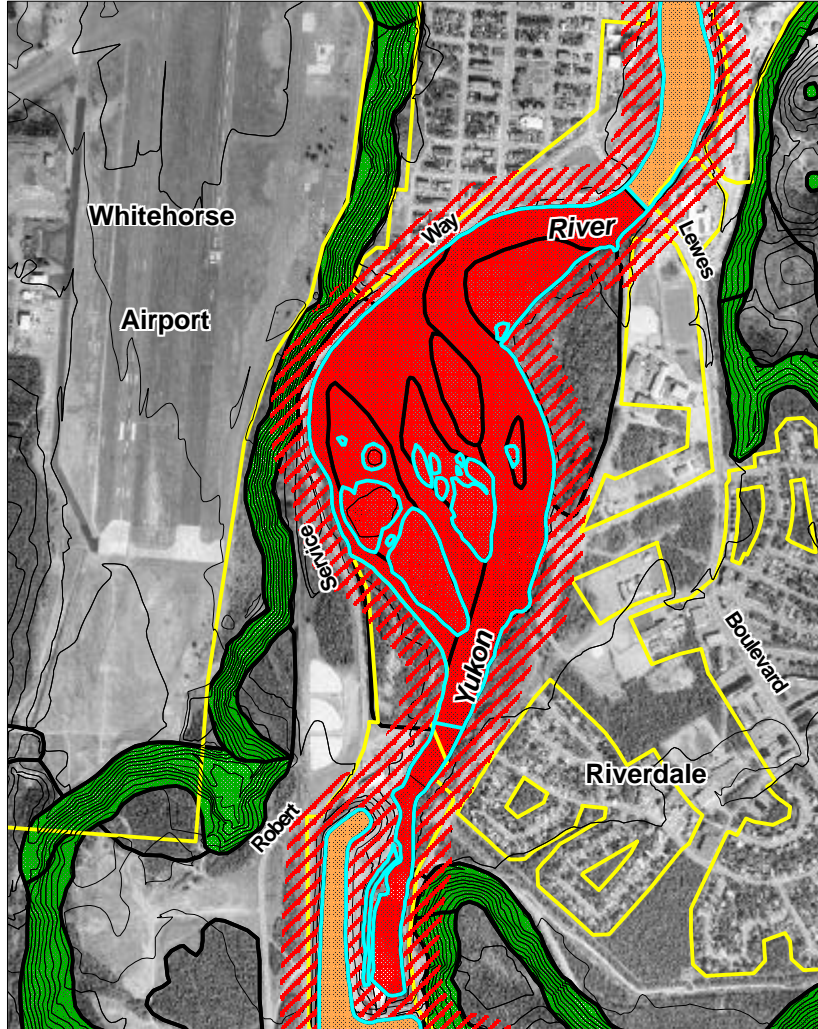 Whitehorse
Way
River
Lewes
Airport
Service
Boulevard
Yukon
Riverdale
Robert